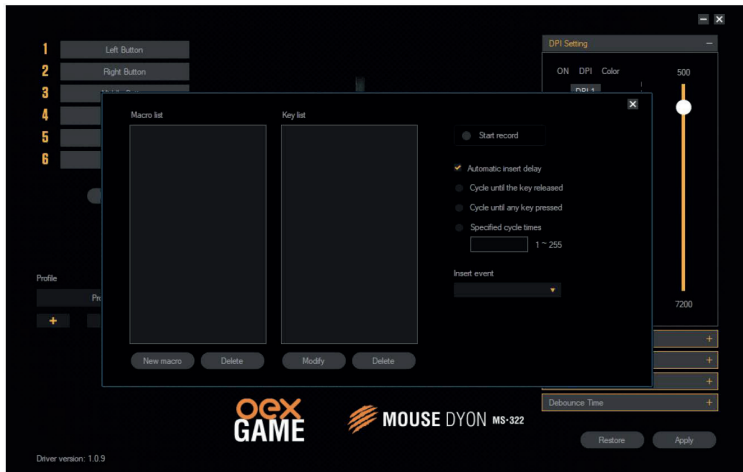 1 Left Button
2 Right Button
3
4
5
6
Profile
+
DPI Setting −
ON DPI Color 500
DPI 1
7200
+
+
+
Debounce Time +
Restore Apply
Macro list
Key list
Start record
Automatic insert delay
Cycle until the key released
Cycle until any key pressed
Specified cycle times
1 ~ 255
Insert event
New macro Delete
Modify Delete
oex
GAME
MOUSE DYON MS-322
Driver version: 1.0.9